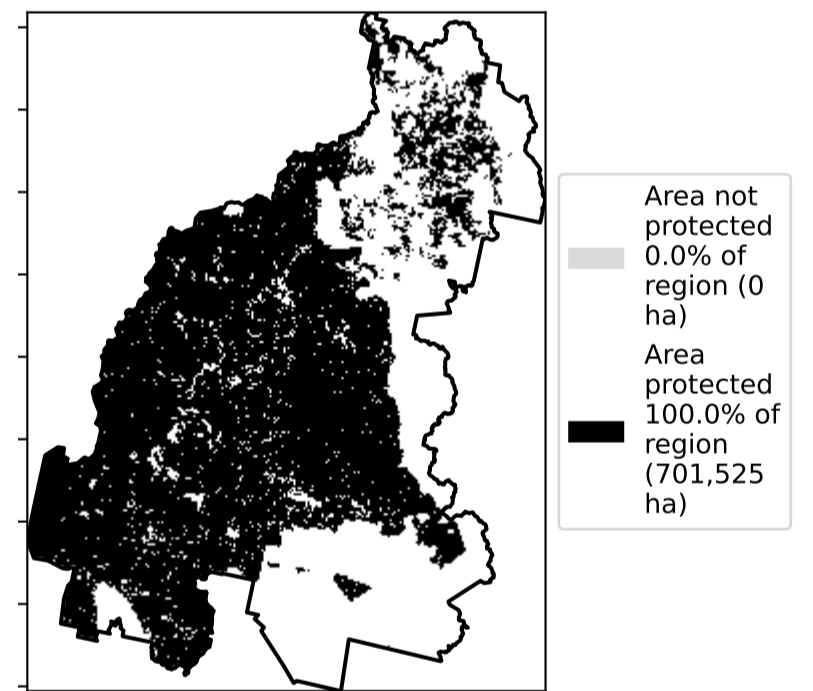 Area not
protected
0.0% of
region (0
ha)
Area
protected
100.0% of
region
(701,525
ha)